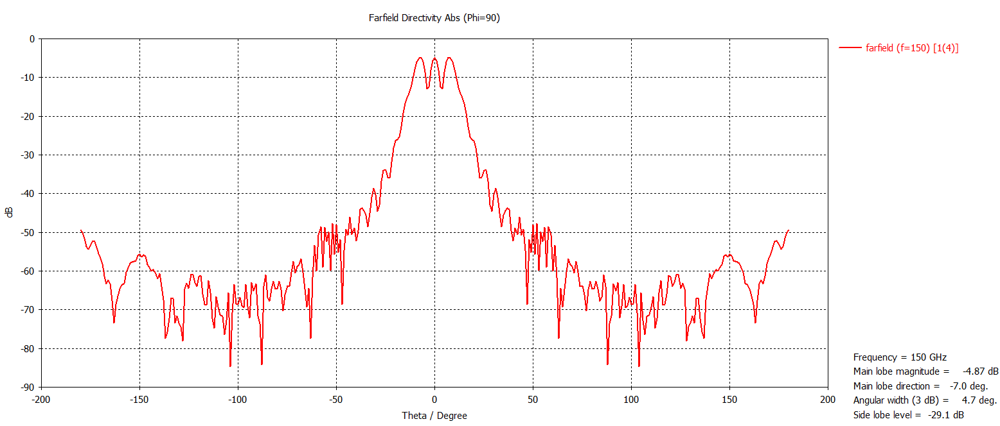 Farfield Directivity Abs (Phi=90)
farfield (f=150) [1(4)]
0
-10
-20
-30
-40
-50
-60
-70
-80
-90
dB
-200
-150
-100
-50
0
50
100
150
200
Theta / Degree
Frequency = 150 GHz
Main lobe magnitude = -4.87 dB
Main lobe direction = -7.0 deg.
Angular width (3 dB) = 4.7 deg.
Side lobe level = -29.1 dB